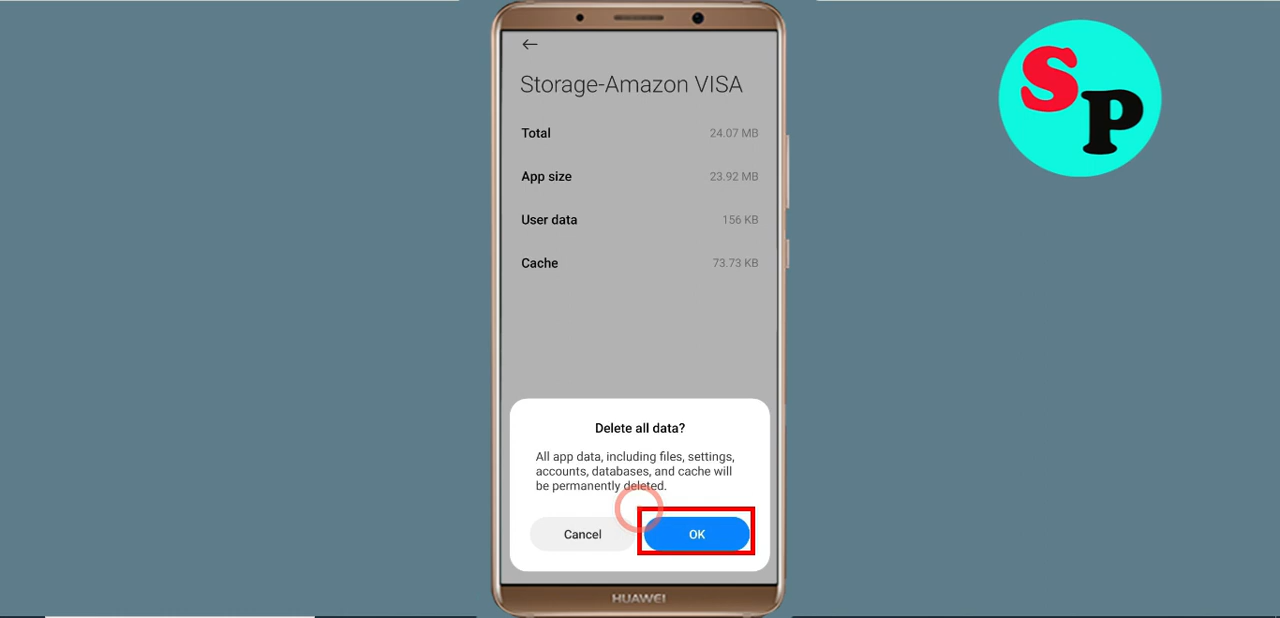 Storage-Amazon VISA
Total 24.07 MB
App size 23.92 MB
User data 156 KB
Cache 73.73 KB
Delete all data?
All app data, including files, settings,
accounts, databases, and cache will
be permanently deleted.
Cancel OK
HUAWEI
SP